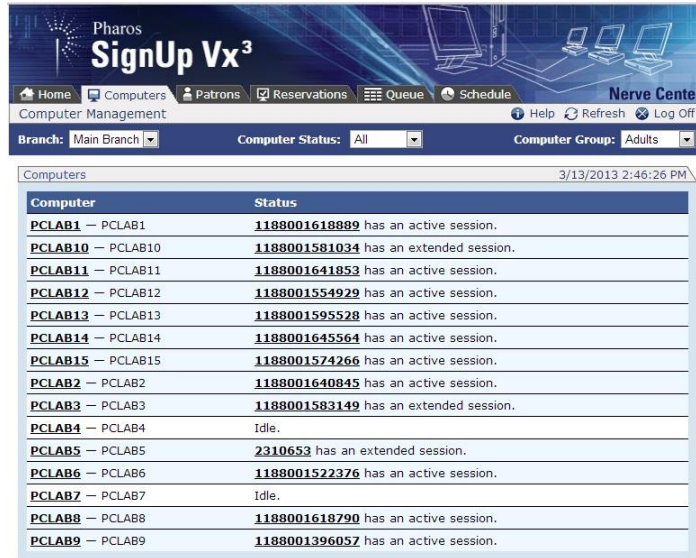 Pharos
SignUp Vx³
Home Computers Patrons Reservations Queue Schedule Nerve Cente
Computer Management Help Refresh Log Off
Branch: Main Branch Computer Status: All Computer Group: Adults
Computers 3/13/2013 2:46:26 PM
Computer Status
PCLAB1 — PCLAB1 1188001618889 has an active session.
PCLAB10 — PCLAB10 1188001581034 has an extended session.
PCLAB11 — PCLAB11 1188001641853 has an active session.
PCLAB12 — PCLAB12 1188001554929 has an active session.
PCLAB13 — PCLAB13 1188001595528 has an active session.
PCLAB14 — PCLAB14 1188001645564 has an active session.
PCLAB15 — PCLAB15 1188001574266 has an active session.
PCLAB2 — PCLAB2 1188001640845 has an active session.
PCLAB3 — PCLAB3 1188001583149 has an extended session.
PCLAB4 — PCLAB4 Idle.
PCLAB5 — PCLAB5 2310653 has an extended session.
PCLAB6 — PCLAB6 1188001522376 has an active session.
PCLAB7 — PCLAB7 Idle.
PCLAB8 — PCLAB8 1188001618790 has an active session.
PCLAB9 — PCLAB9 1188001396057 has an active session.